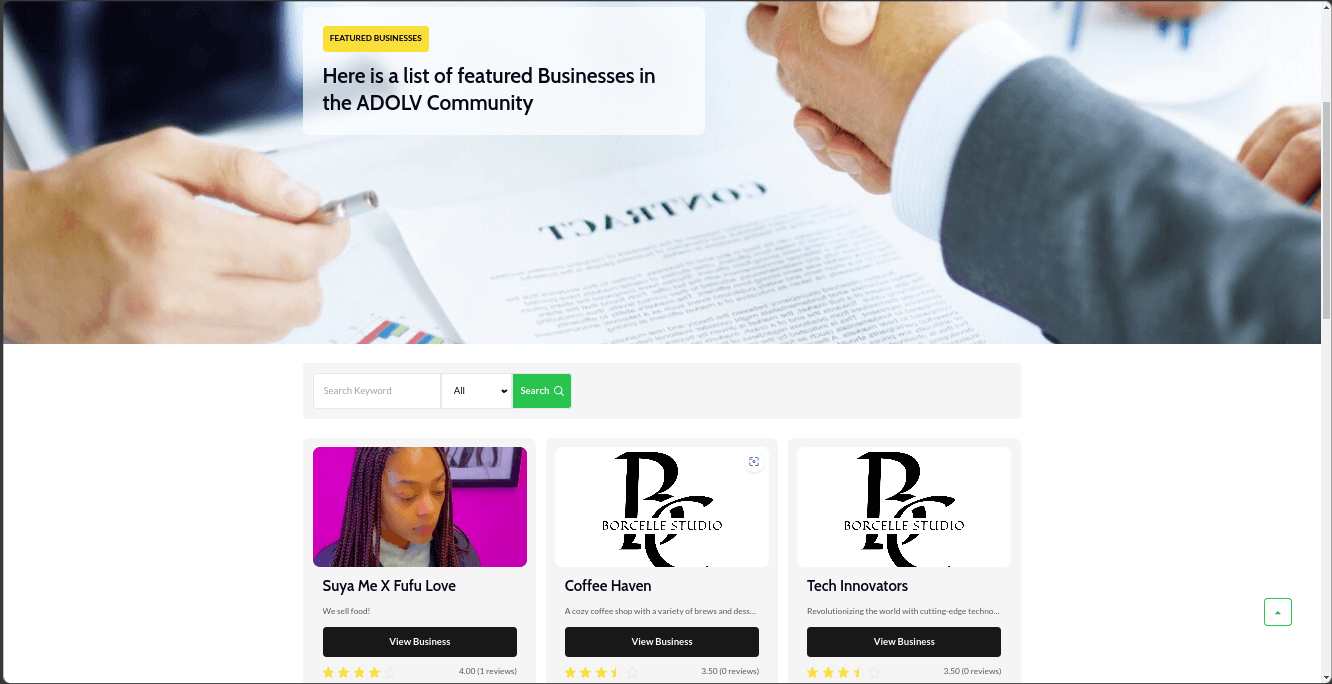 FEATURED BUSINESSES
Here is a list of featured Businesses in
the ADOLV Community
CONTRACT
Search Keyword
All
Search
BORCELLE STUDIO
BORCELLE STUDIO
Suya Me X Fufu Love
Coffee Haven
Tech Innovators
We sell food!
A cozy coffee shop with a variety of brews and dess...
Revolutionizing the world with cutting-edge techno...
View Business
View Business
View Business
4.00 (1 reviews)
3.50 (0 reviews)
3.50 (0 reviews)